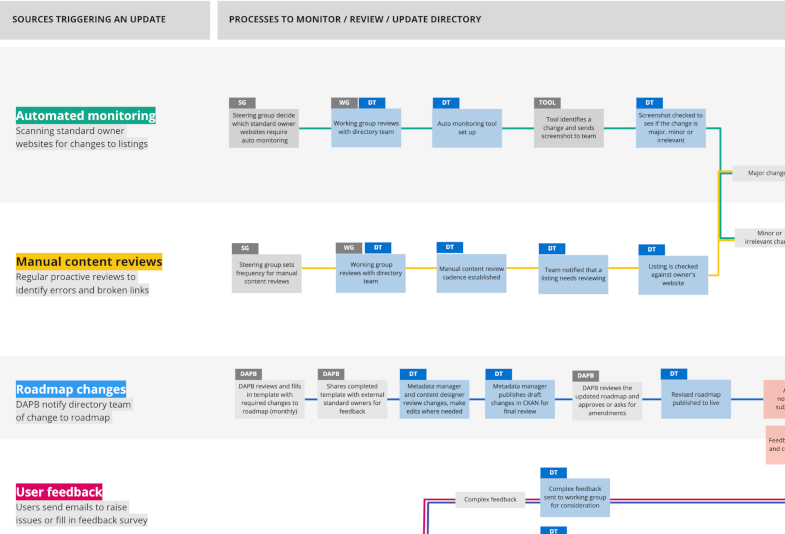 SOURCES TRIGGERING AN UPDATE
PROCESSES TO MONITOR / REVIEW / UPDATE DIRECTORY
Automated monitoring
Scanning standard owner
websites for changes to listings
SG
Steering group decide
which standard owner
websites require
auto monitoring
WG
DT
Working group reviews
with directory team
DT
Auto monitoring tool
set up
TOOL
Tool identifies a
change and sends
screenshot to team
DT
Screenshot checked to
see if the change is
major, minor or
irrelevant
Major change
Minor or
irrelevant
Manual content reviews
Regular proactive reviews to
identify errors and broken links
SG
Steering group sets
frequency for manual
content reviews
WG
DT
Working group
reviews with directory
team
DT
Manual content review
cadence established
DT
Team notified that a
listing needs reviewing
DT
Listing is checked
against owner's
website
Roadmap changes
DAPB notify directory team
of change to roadmap
DAPB
DAPB reviews and fills
in template with
required changes to
roadmap (monthly)
DAPB
Shares completed
template with external
standard owners for
feedback
DT
Metadata manager
and content designer
review changes, make
edits where needed
DT
Metadata manager
publishes draft
changes in CKAN for
final review
DAPB
DAPB reviews the
updated roadmap and
approves or asks for
amendments
DT
Revised roadmap
published to live
and
User feedback
Users send emails to raise
issues or fill in feedback survey
Complex feedback
DT
Complex feedback
sent to working group
for consideration
DT